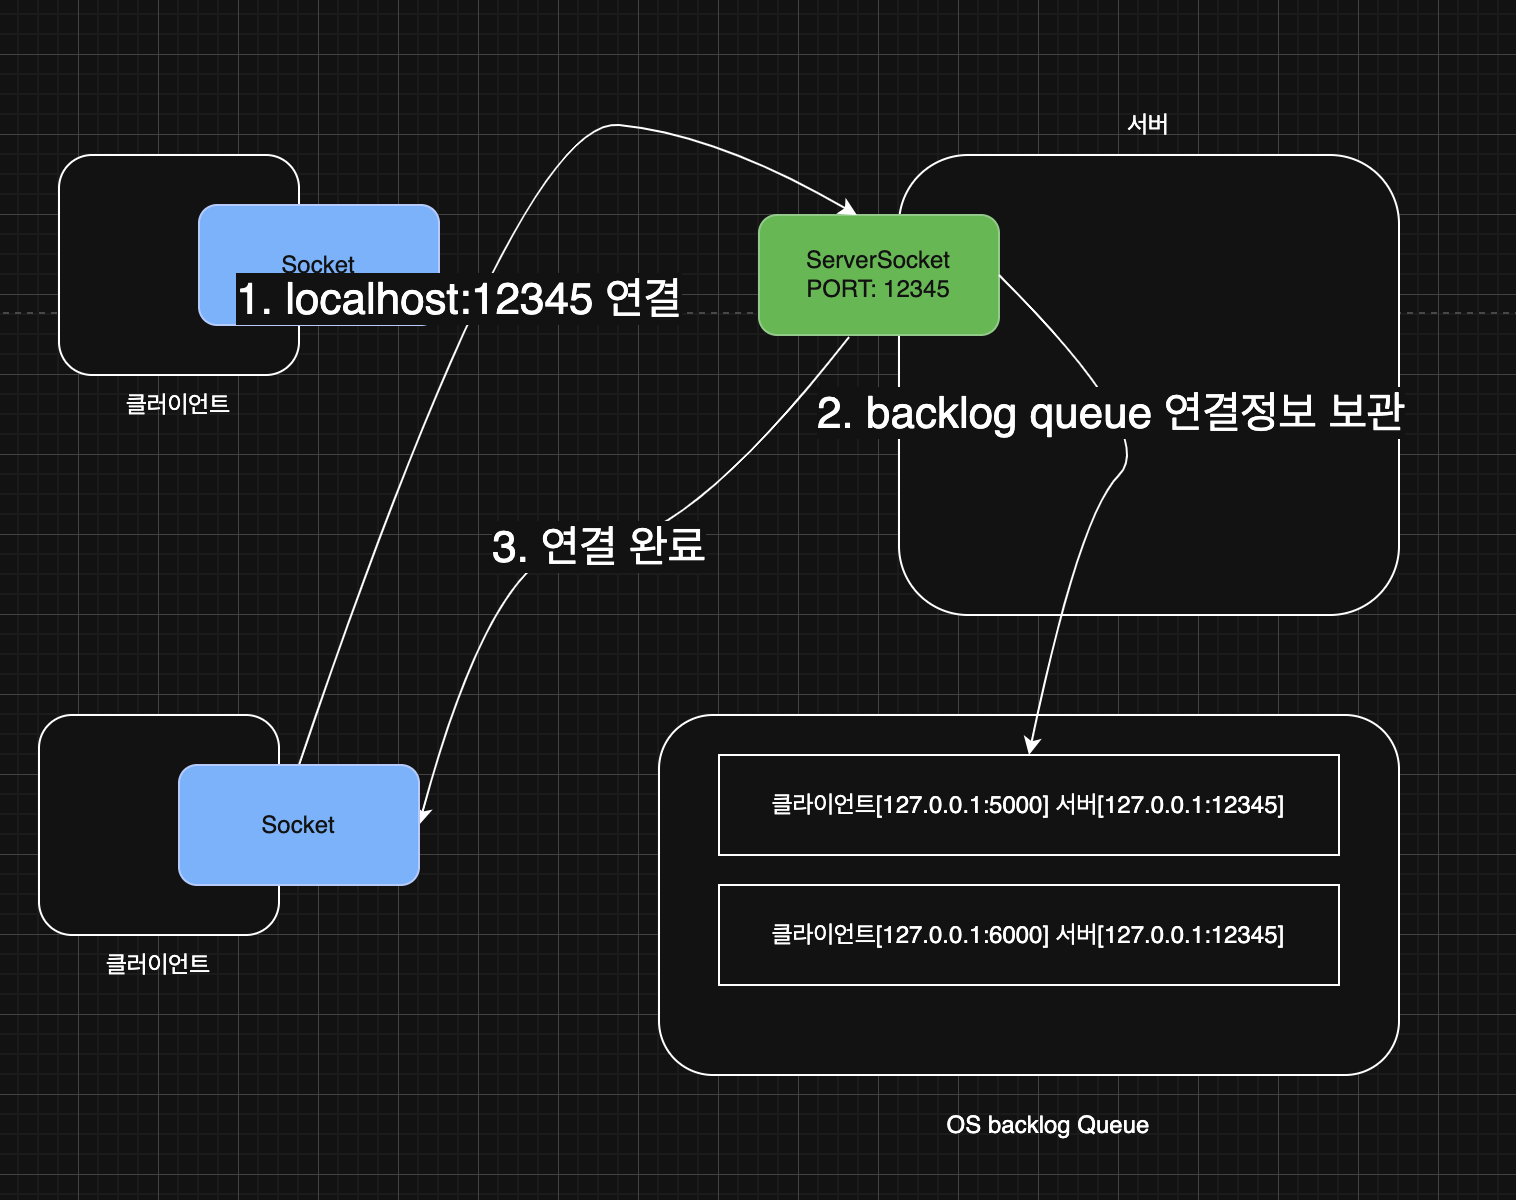 서버
Socket
1. localhost:12345 연결
ServerSocket
PORT: 12345
클러이언트
2. backlog queue 연결정보 보관
3. 연결 완료
Socket
클러이언트
클라이언트[127.0.0.1:5000] 서버[127.0.0.1:12345]
클라이언트[127.0.0.1:6000] 서버[127.0.0.1:12345]
OS backlog Queue